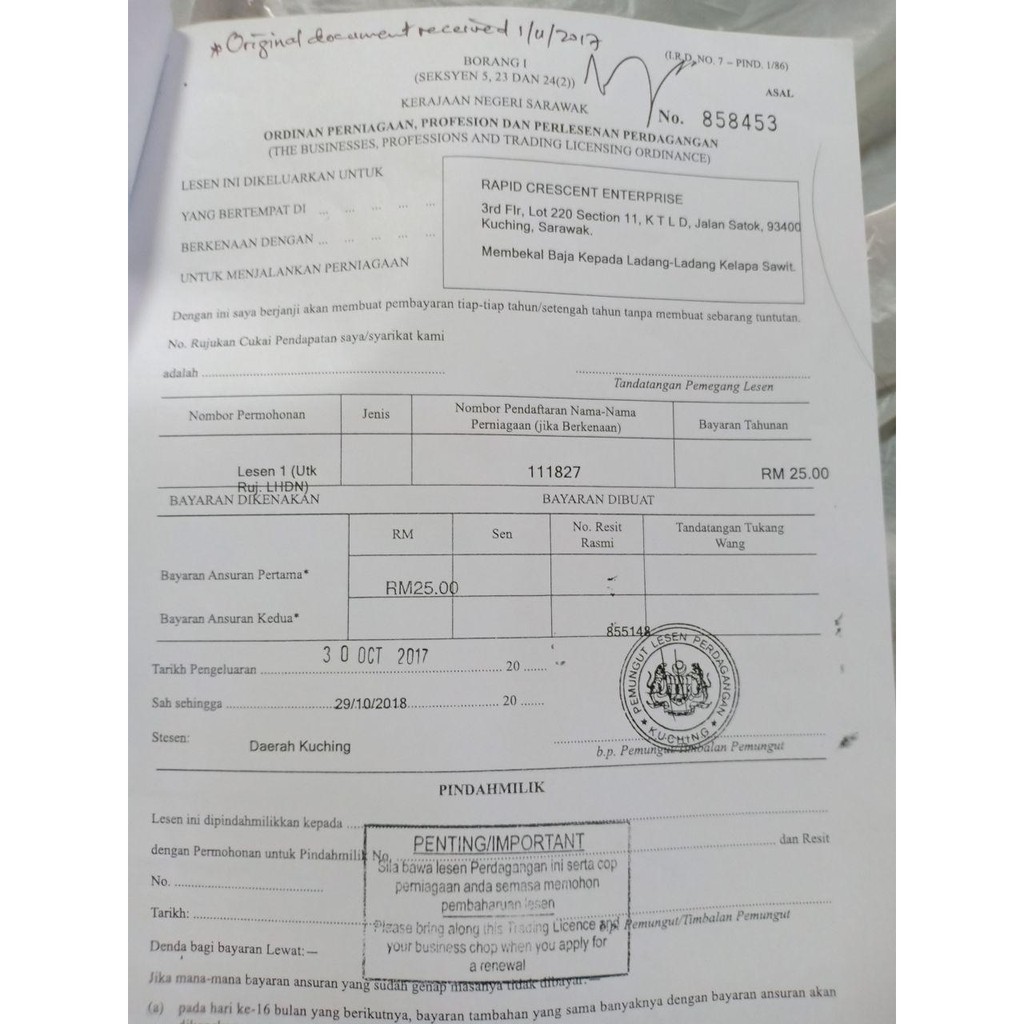 *Original document received 1/11/2017
(I.R.D. NO. 7 – PIND. 1/86)
BORANG I
(SEKSYEN 5, 23 DAN 24(2))
ASAL
KERAJAAN NEGERI SARAWAK
No. 858453
ORDINAN PERNIAGAAN, PROFESION DAN PERLESENAN PERDAGANGAN
(THE BUSINESSES, PROFESSIONS AND TRADING LICENSING ORDINANCE)
LESEN INI DIKELUARKAN UNTUK
RAPID CRESCENT ENTERPRISE
YANG BERTEMPAT DI ... ... ... ... ...
3rd Flr, Lot 220 Section 11, K T L D, Jalan Satok, 93400
Kuching, Sarawak.
BERKENAAN DENGAN ... ... ... ... ...
UNTUK MENJALANKAN PERNIAGAAN
Membekal Baja Kepada Ladang-Ladang Kelapa Sawit.
Dengan ini saya berjanji akan membuat pembayaran tiap-tiap tahun/setengah tahun tanpa membuat sebarang tuntutan.
No. Rujukan Cukai Pendapatan saya/syarikat kami
adalah ..........................................................
Tandatangan Pemegang Lesen
Nombor Permohonan
Jenis
Nombor Pendaftaran Nama-Nama
Perniagaan (jika Berkenaan)
Bayaran Tahunan
Lesen 1 (Utk
Ruj. LHDN)
111827
RM 25.00
BAYARAN DIKENAKAN
BAYARAN DIBUAT
RM
Sen
No. Resit
Rasmi
Tandatangan Tukang
Wang
Bayaran Ansuran Pertama*
RM25.00
Bayaran Ansuran Kedua*
855148
Tarikh Pengeluaran 30 OCT 2017 20 ......
Sah sehingga 29/10/2018 20 ......
PEMUNGUT LESEN PERDAGANGAN
* KUCHING *
Stesen: Daerah Kuching
b.p. Pemungut/Timbalan Pemungut
PINDAHMILIK
Lesen ini dipindahmilikkan kepada ....
dengan Permohonan untuk Pindahmilik No. ........ dan Resit
No. ......................................
Tarikh: ........................................
Pemungut/Timbalan Pemungut
PENTING/IMPORTANT
Sila bawa lesen Perdagangan ini serta cop
perniagaan anda semasa memohon
pembaharuan lesen
Please bring along this Trading Licence and
your business chop when you apply for
a renewal
Denda bagi bayaran Lewat:—
Jika mana-mana bayaran ansuran yang sudah genap masanya tidak dibayar:—
(a) pada hari ke-16 bulan yang berikutnya, bayaran tambahan yang sama banyaknya dengan bayaran ansuran akan